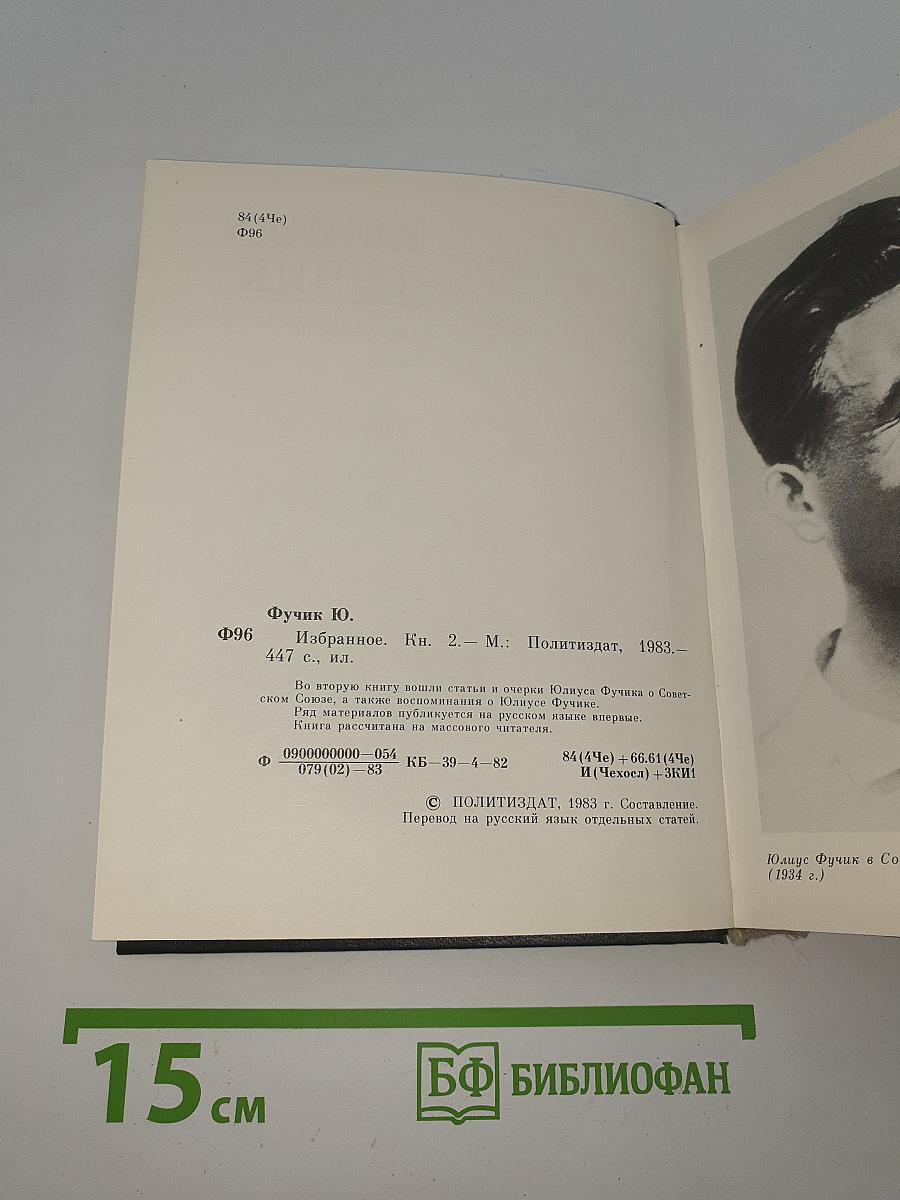 84(4Че)
Ф96
Фучик Ю.
Ф96 Избранное. Кн. 2.— М.: Политиздат, 1983.—
447 с., ил.
Во вторую книгу вошли статьи и очерки Юлиуса Фучика о Совет-
ском Союзе, а также воспоминания о Юлиусе Фучике.
Ряд материалов публикуется на русском языке впервые.
Книга рассчитана на массового читателя.
Ф 0900000000—054 КБ—39—4—82
079(02)—83
84(4Че)+66.61(4Че)
И(Чехосл)+3КИ1
© ПОЛИТИЗДАТ, 1983 г. Составление.
Перевод на русский язык отдельных статей.
Юлиус Фучик в Со
(1934 г.)
15 см
БФ БИБЛИОФАН